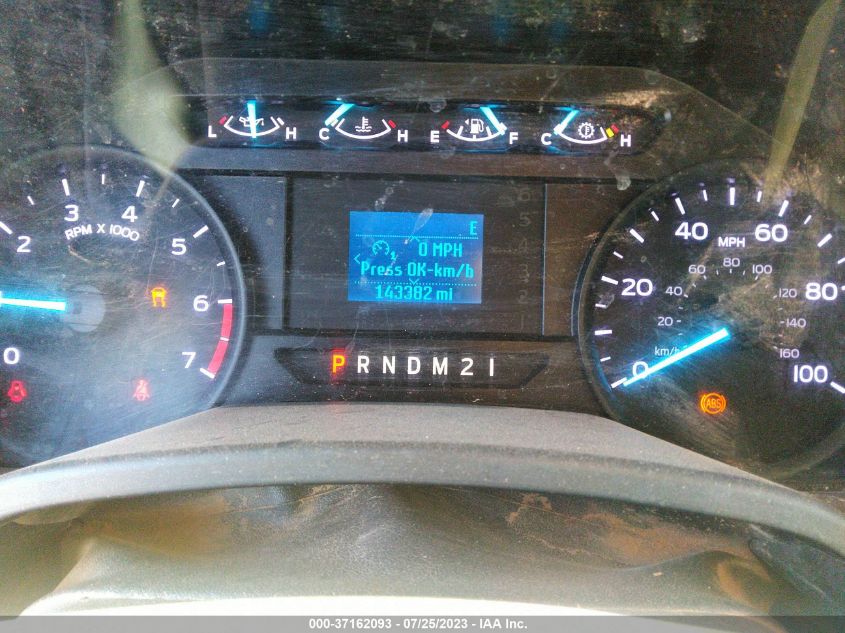 L H C H E F C H
3 4
RPM X 1000
2 5
6
0 7
E
0 MPH
Press OK-km/h
143382 mi
P R N D M 2 1
40 60
MPH
60 80 100
20 40 120 80
20 140
km/h 160
0 100
ABS
000-37162093 - 07/25/2023 - IAA Inc.